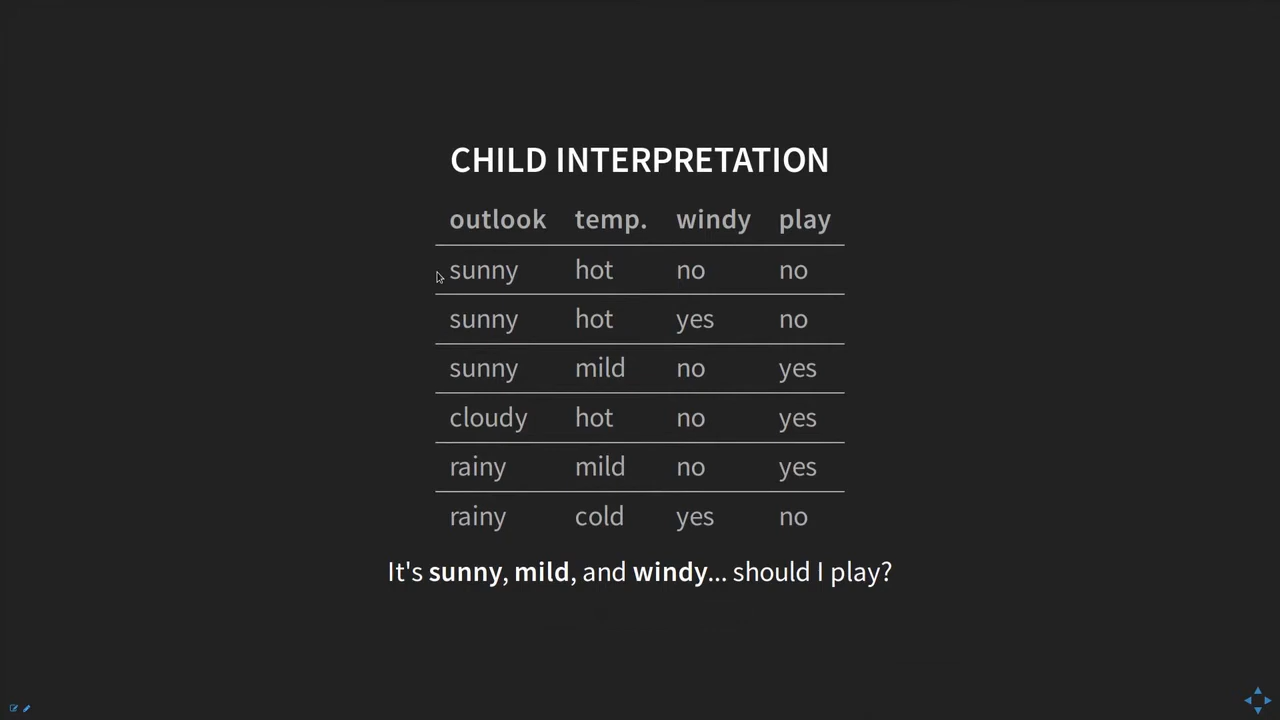 CHILD INTERPRETATION
outlook temp. windy play
sunny hot no no
sunny hot yes no
sunny mild no yes
cloudy hot no yes
rainy mild no yes
rainy cold yes no
It's sunny, mild, and windy... should I play?